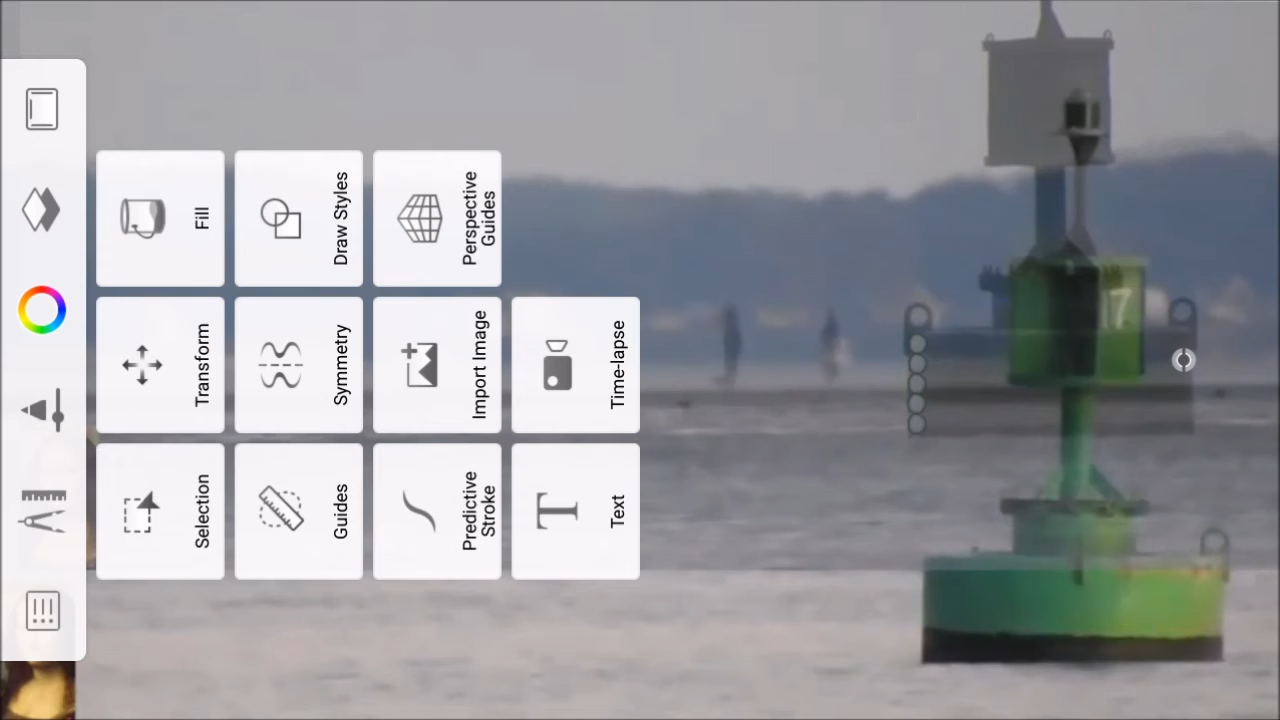 Selection
Transform
Fill
Guides
Symmetry
Draw Styles
Predictive
Stroke
Import Image
Perspective
Guides
Text
Time-lapse
17